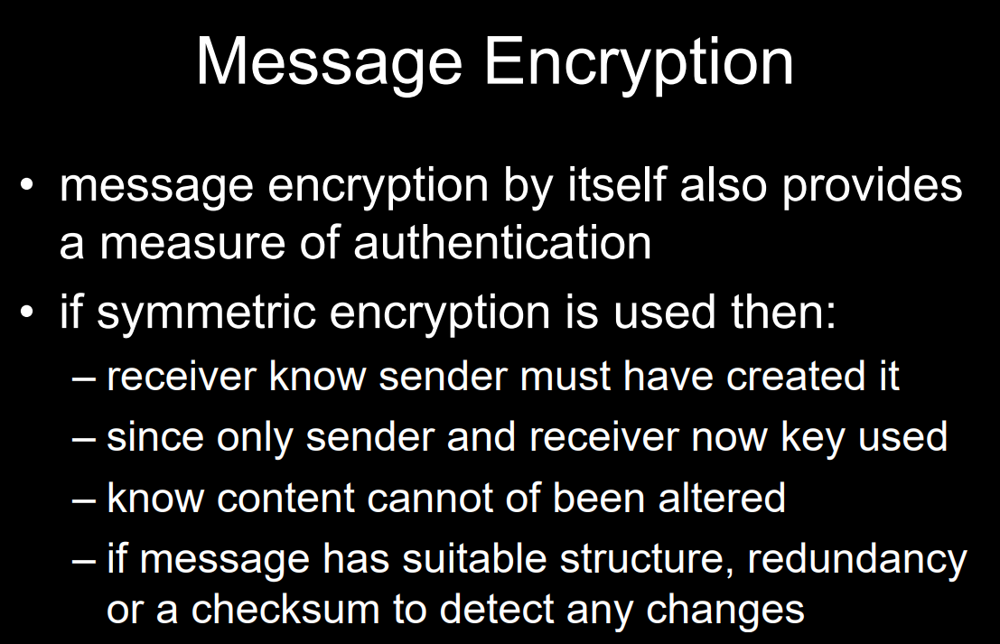 Message Encryption
• message encryption by itself also provides
a measure of authentication
• if symmetric encryption is used then:
– receiver know sender must have created it
– since only sender and receiver now key used
– know content cannot of been altered
– if message has suitable structure, redundancy
or a checksum to detect any changes